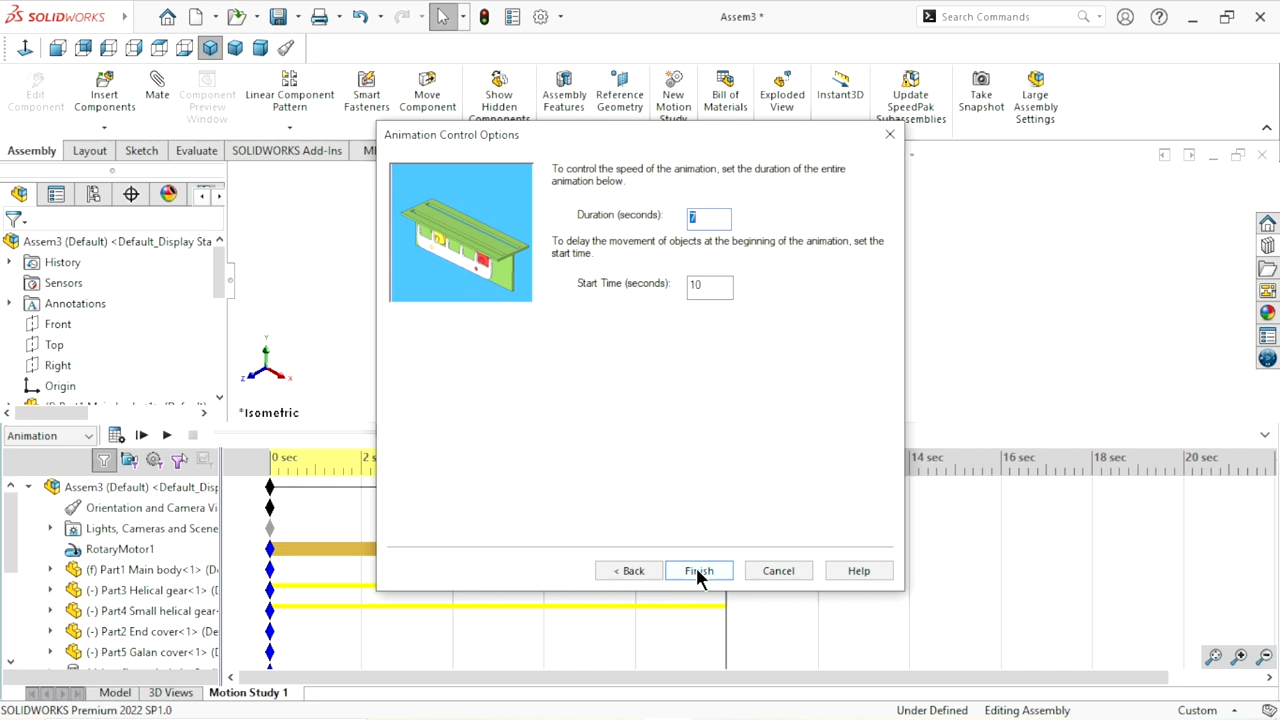 SOLIDWORKS
Assem3 *
Search Commands
Edit Component
Insert Components
Mate
Component Preview Window
Linear Component Pattern
Smart Fasteners
Move Component
Show Hidden Components
Assembly Features
Reference Geometry
New Motion Study
Bill of Materials
Exploded View
Instant3D
Update SpeedPak Subassemblies
Take Snapshot
Large Assembly Settings
Assembly
Layout
Sketch
Evaluate
SOLIDWORKS Add-Ins
Animation Control Options
To control the speed of the animation, set the duration of the entire
animation below.
Duration (seconds): 7
To delay the movement of objects at the beginning of the animation, set the
start time.
Start Time (seconds): 10
< Back
Finish
Cancel
Help
Assem3 (Default) <Default_Display Sta
History
Sensors
Annotations
Front
Top
Right
Origin
Y
Z
X
*Isometric
Animation
0 sec
2 s
14 sec
16 sec
18 sec
20 sec
Assem3 (Default) <Default_Disp
Orientation and Camera Vi
Lights, Cameras and Scene
RotaryMotor1
(f) Part1 Main body<1> (D
(-) Part3 Helical gear<1> (D
(-) Part4 Small helical gear
(-) Part2 End cover<1> (De
(-) Part5 Galan cover<1> (D
Model
3D Views
Motion Study 1
SOLIDWORKS Premium 2022 SP1.0
Under Defined
Editing Assembly
Custom